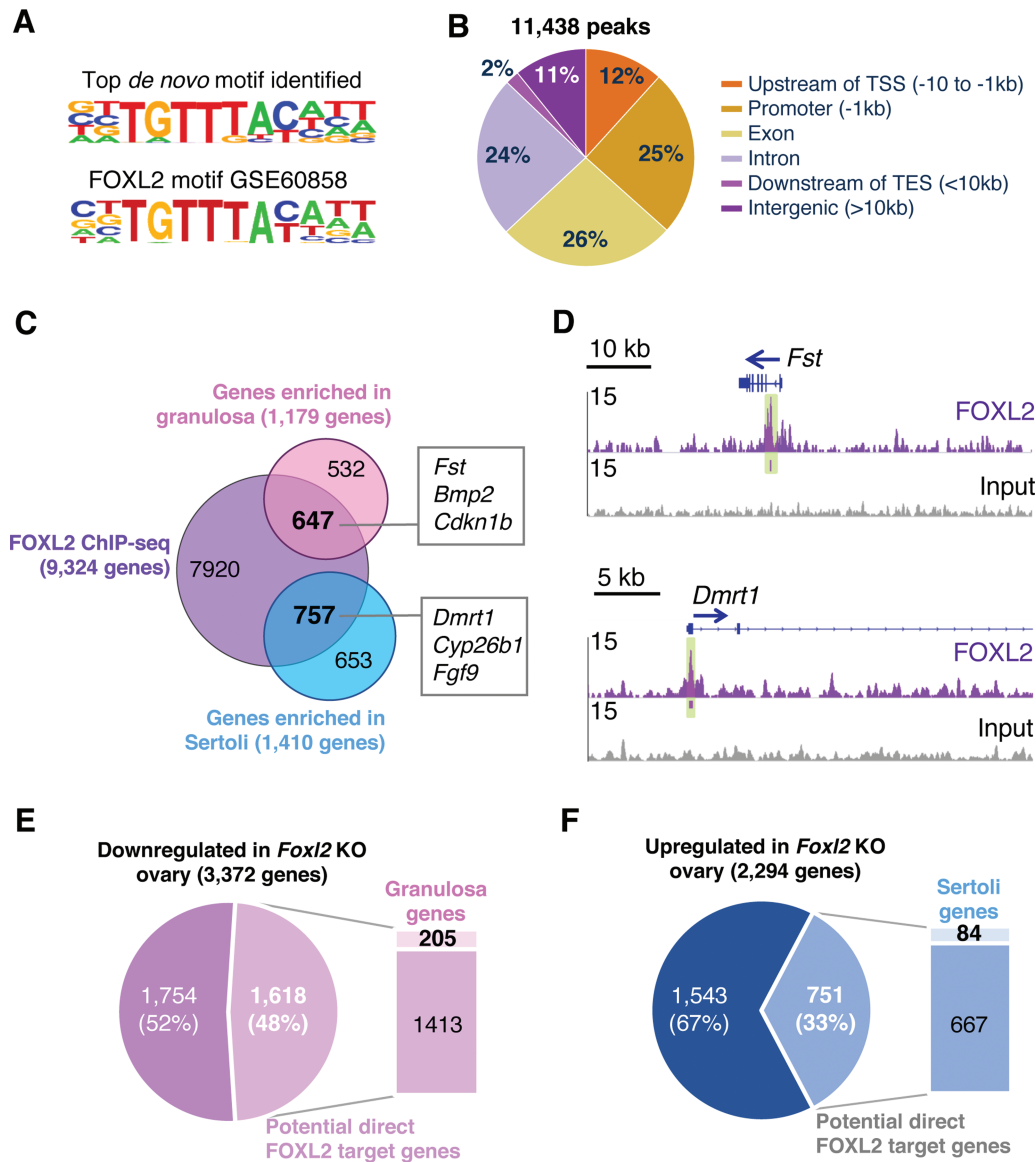 A
Top de novo motif identified
FOXL2 motif GSE60858
B
11,438 peaks
2%
11%
12%
24%
25%
26%
Upstream of TSS (-10 to -1kb)
Promoter (-1kb)
Exon
Intron
Downstream of TES (<10kb)
Intergenic (>10kb)
C
Genes enriched in
granulosa (1,179 genes)
532
647
Fst
Bmp2
Cdkn1b
FOXL2 ChIP-seq
(9,324 genes)
7920
757
653
Dmrt1
Cyp26b1
Fgf9
Genes enriched in
Sertoli (1,410 genes)
D
10 kb
Fst
15
FOXL2
15
Input
5 kb
Dmrt1
15
FOXL2
15
Input
E
Downregulated in Foxl2 KO
ovary (3,372 genes)
Granulosa
genes
205
1,754
(52%)
1,618
(48%)
1413
Potential direct
FOXL2 target genes
F
Upregulated in Foxl2 KO
ovary (2,294 genes)
Sertoli
genes
84
1,543
(67%)
751
(33%)
667
Potential direct
FOXL2 target genes